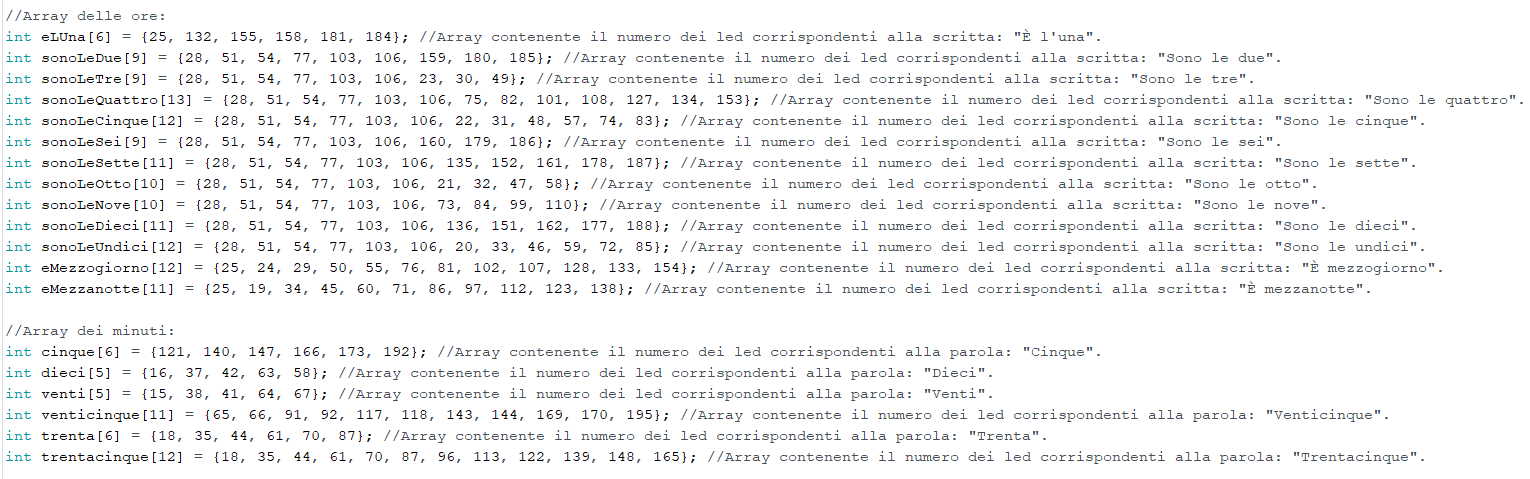 //Array delle ore:
int eLUna[6] = {25, 132, 155, 158, 181, 184}; //Array contenente il numero dei led corrispondenti alla scritta: "È l'una".
int sonoLeDue[9] = {28, 51, 54, 77, 103, 106, 159, 180, 185}; //Array contenente il numero dei led corrispondenti alla scritta: "Sono le due".
int sonoLeTre[9] = {28, 51, 54, 77, 103, 106, 23, 30, 49}; //Array contenente il numero dei led corrispondenti alla scritta: "Sono le tre".
int sonoLeQuattro[13] = {28, 51, 54, 77, 103, 106, 75, 82, 101, 108, 127, 134, 153}; //Array contenente il numero dei led corrispondenti alla scritta: "Sono le quattro".
int sonoLeCinque[12] = {28, 51, 54, 77, 103, 106, 22, 31, 48, 57, 74, 83}; //Array contenente il numero dei led corrispondenti alla scritta: "Sono le cinque".
int sonoLeSei[9] = {28, 51, 54, 77, 103, 106, 160, 179, 186}; //Array contenente il numero dei led corrispondenti alla scritta: "Sono le sei".
int sonoLeSette[11] = {28, 51, 54, 77, 103, 106, 135, 152, 161, 178, 187}; //Array contenente il numero dei led corrispondenti alla scritta: "Sono le sette".
int sonoLeOtto[10] = {28, 51, 54, 77, 103, 106, 21, 32, 47, 58}; //Array contenente il numero dei led corrispondenti alla scritta: "Sono le otto".
int sonoLeNove[10] = {28, 51, 54, 77, 103, 106, 73, 84, 99, 110}; //Array contenente il numero dei led corrispondenti alla scritta: "Sono le nove".
int sonoLeDieci[11] = {28, 51, 54, 77, 103, 106, 136, 151, 162, 177, 188}; //Array contenente il numero dei led corrispondenti alla scritta: "Sono le dieci".
int sonoLeUndici[12] = {28, 51, 54, 77, 103, 106, 20, 33, 46, 59, 72, 85}; //Array contenente il numero dei led corrispondenti alla scritta: "Sono le undici".
int eMezzogiorno[12] = {25, 24, 29, 50, 55, 76, 81, 102, 107, 128, 133, 154}; //Array contenente il numero dei led corrispondenti alla scritta: "È mezzogiorno".
int eMezzanotte[11] = {25, 19, 34, 45, 60, 71, 86, 97, 112, 123, 138}; //Array contenente il numero dei led corrispondenti alla scritta: "È mezzanotte".
//Array dei minuti:
int cinque[6] = {121, 140, 147, 166, 173, 192}; //Array contenente il numero dei led corrispondenti alla parola: "Cinque".
int dieci[5] = {16, 37, 42, 63, 58}; //Array contenente il numero dei led corrispondenti alla parola: "Dieci".
int venti[5] = {15, 38, 41, 64, 67}; //Array contenente il numero dei led corrispondenti alla parola: "Venti".
int venticinque[11] = {65, 66, 91, 92, 117, 118, 143, 144, 169, 170, 195}; //Array contenente il numero dei led corrispondenti alla parola: "Venticinque".
int trenta[6] = {18, 35, 44, 61, 70, 87}; //Array contenente il numero dei led corrispondenti alla parola: "Trenta".
int trentacinque[12] = {18, 35, 44, 61, 70, 87, 96, 113, 122, 139, 148, 165}; //Array contenente il numero dei led corrispondenti alla parola: "Trentacinque".